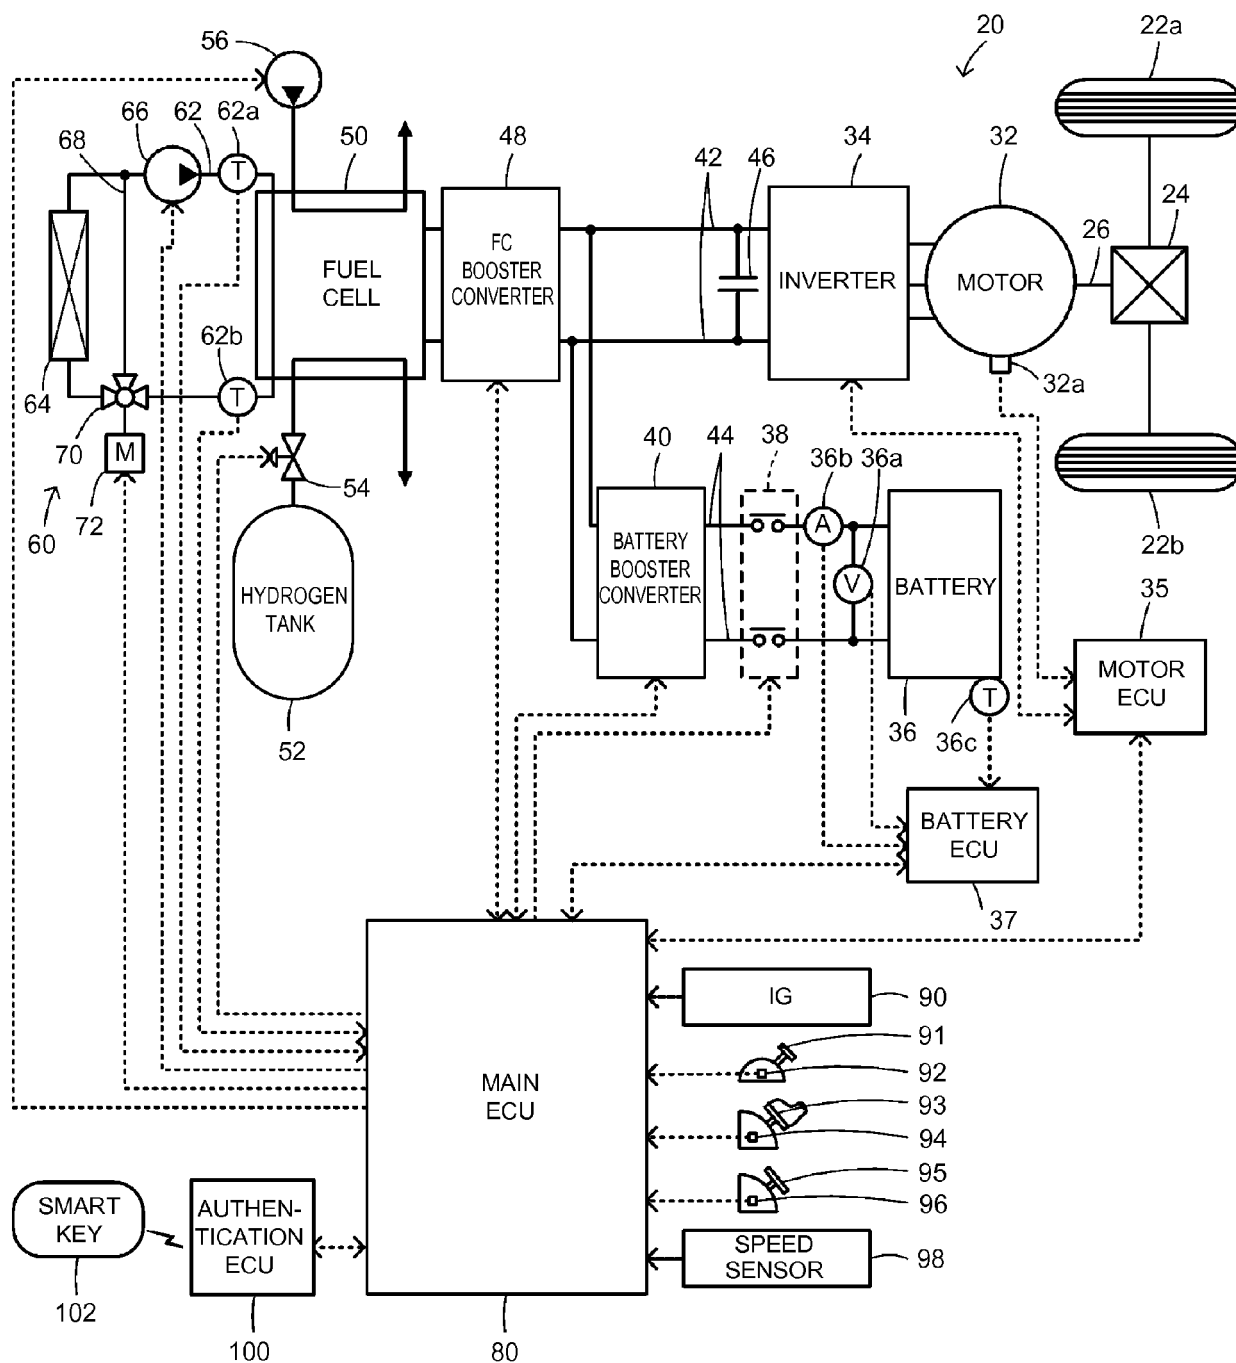 20
22a
56
66
62
62a
68
50
48
42
46
34
32
24
26
T
FUEL
CELL
FC
BOOSTER
CONVERTER
INVERTER
MOTOR
62b
T
64
70
M
72
60
54
32a
40
44
38
36b
36a
22b
A
V
HYDROGEN
TANK
BATTERY
BOOSTER
CONVERTER
BATTERY
35
MOTOR
ECU
T
36
36c
52
BATTERY
ECU
37
MAIN
ECU
IG
90
91
92
93
94
95
96
SPEED
SENSOR
98
SMART
KEY
102
AUTHEN-
TICATION
ECU
100
80